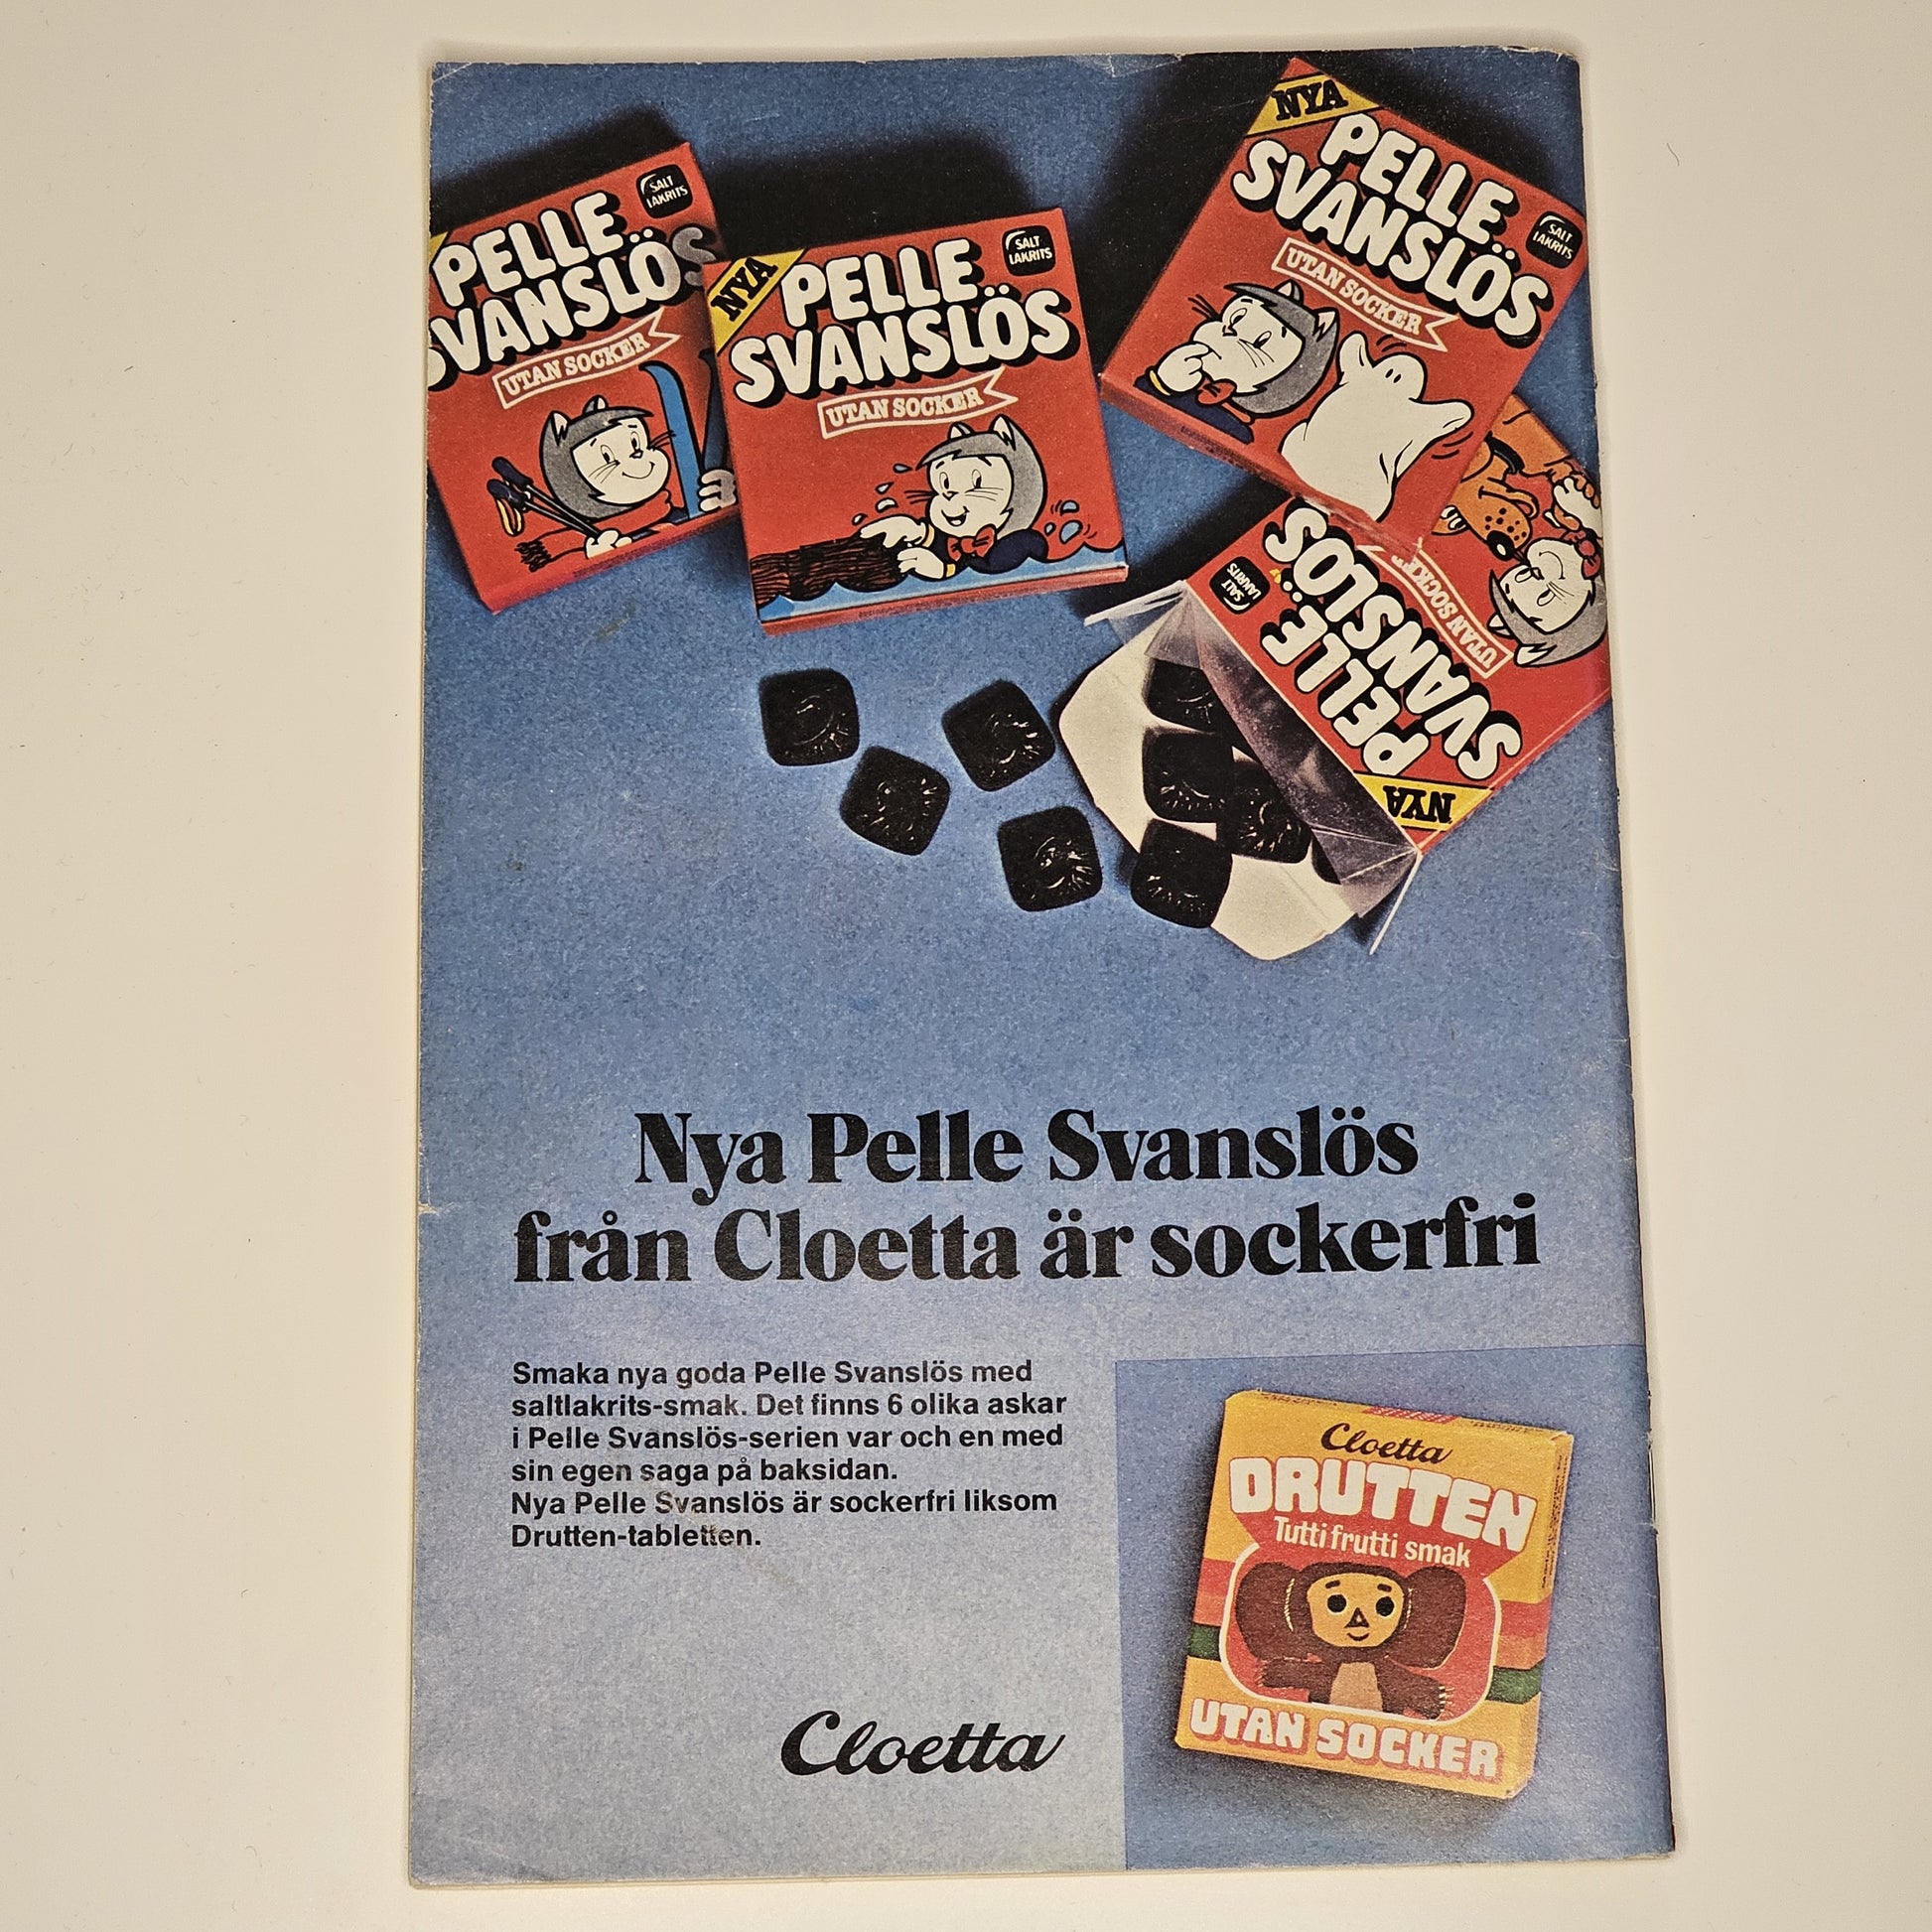 PELLE
SVANSLÖS
SALT
LAKRITS
UTAN SOCKER
NYA
PELLE
SVANSLÖS
SALT
LAKRITS
UTAN SOCKER
NYA
PELLE
SVANSLÖS
SALT
LAKRITS
UTAN SOCKER
NYA
PELLE
SVANSLÖS
SALT
LAKRITS
UTAN SOCKE
Nya Pelle Svanslös
från Cloetta är sockerfri
Smaka nya goda Pelle Svanslös med
saltlakrits-smak. Det finns 6 olika askar
i Pelle Svanslös-serien var och en med
sin egen saga på baksidan.
Nya Pelle Svanslös är sockerfri liksom
Drutten-tabletten.
Cloetta
Cloetta
DRUTTEN
Tutti frutti smak
UTAN SOCKER